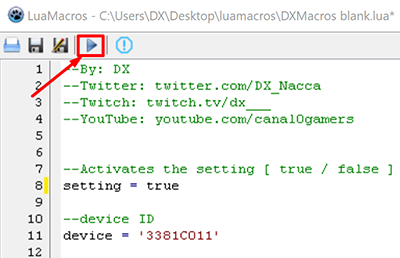 LuaMacros - C:\Users\DX\Desktop\luamacros\DXMacros blank.lua*
1 --By: DX
2 --Twitter: twitter.com/DX_Nacca
3 --Twitch: twitch.tv/dx___
4 --YouTube: youtube.com/canal0gamers
5
6
7 --Activates the setting [ true / false ]
8 setting = true
9
10 --device ID
11 device = '3381C011'
12